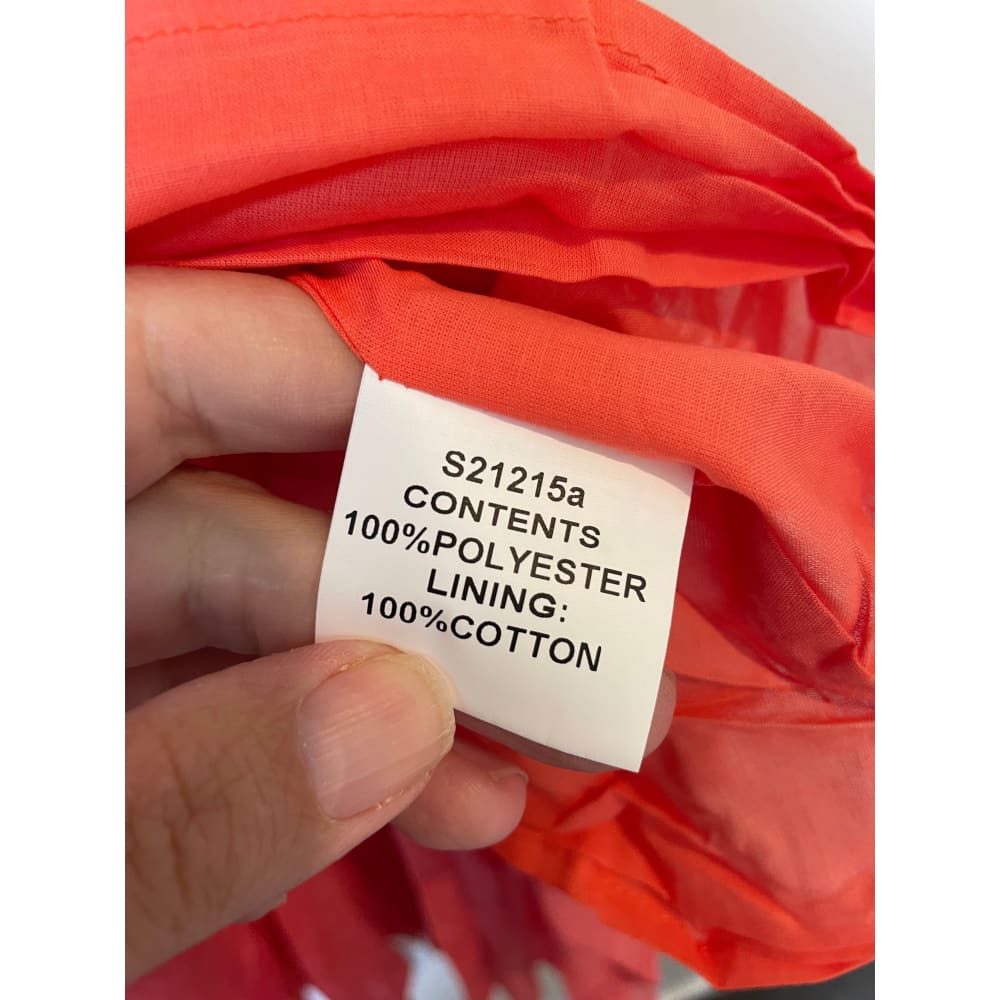 S21215a
CONTENTS
100%POLYESTER
LINING:
100%COTTON